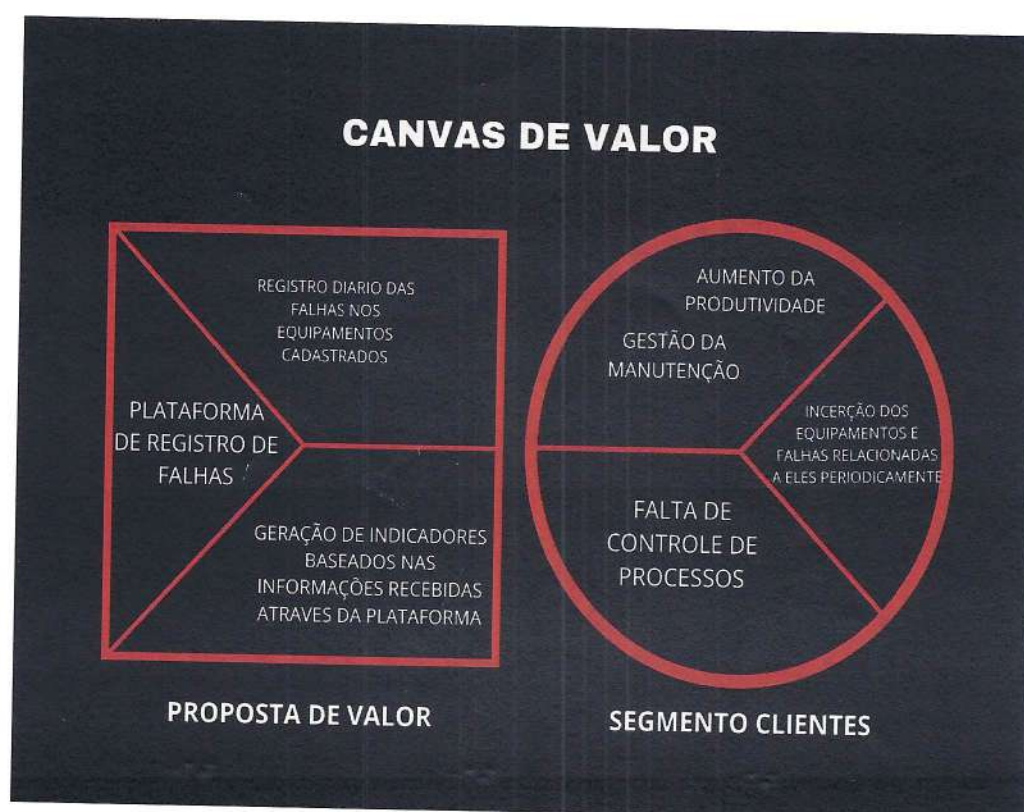 CANVAS DE VALOR
REGISTRO DIARIO DAS
FALHAS NOS
EQUIPAMENTOS
CADASTRADOS
PLATAFORMA
DE REGISTRO DE
FALHAS
GERAÇÃO DE INDICADORES
BASEADOS NAS
INFORMAÇÕES RECEBIDAS
ATRAVES DA PLATAFORMA
PROPOSTA DE VALOR
AUMENTO DA
PRODUTIVIDADE
GESTÃO DA
MANUTENÇÃO
INCERÇÃO DOS
EQUIPAMENTOS E
FALHAS RELACIONADAS
A ELES PERIODICAMENTE
FALTA DE
CONTROLE DE
PROCESSOS
SEGMENTO CLIENTES